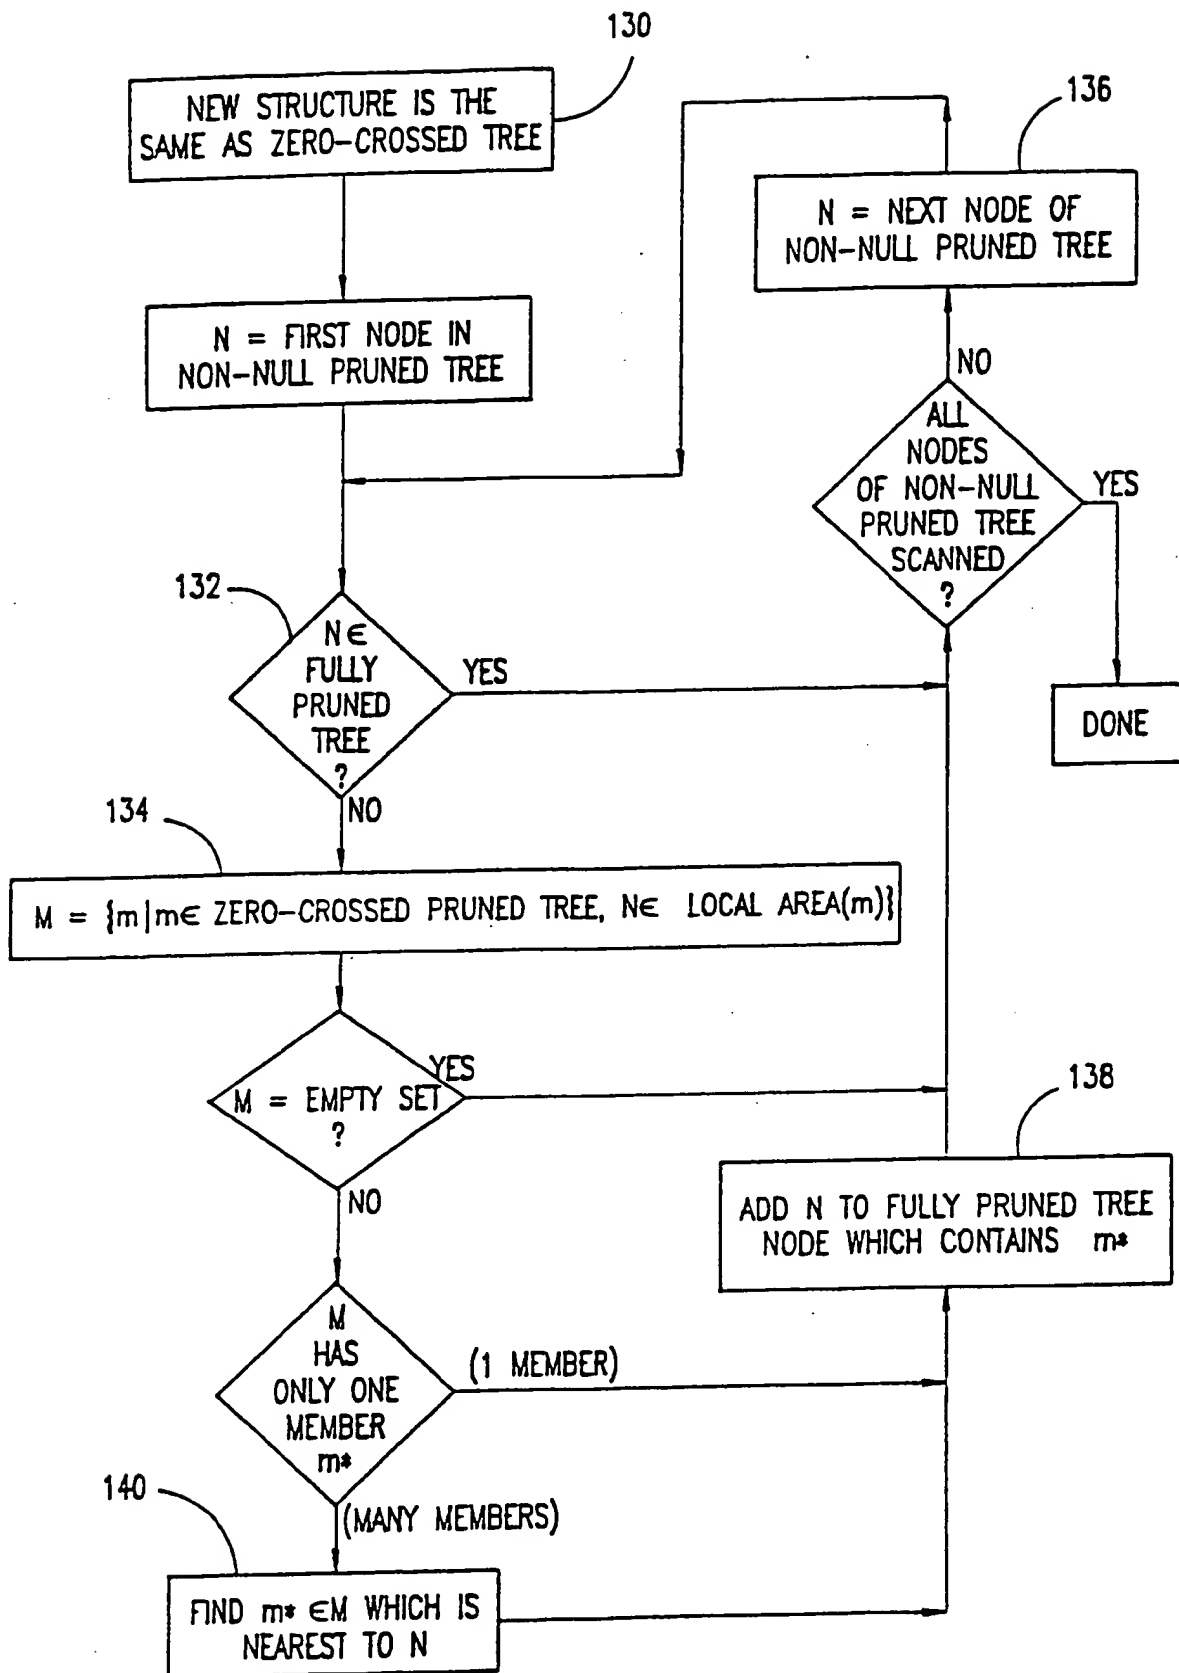 130
NEW STRUCTURE IS THE
SAME AS ZERO-CROSSED TREE
136
N = NEXT NODE OF
NON-NULL PRUNED TREE
N = FIRST NODE IN
NON-NULL PRUNED TREE
NO
ALL
NODES
OF NON-NULL
PRUNED TREE
SCANNED
?
YES
DONE
132
N∈
FULLY
PRUNED
TREE
?
YES
NO
134
M = {m|m∈ ZERO-CROSSED PRUNED TREE, N∈ LOCAL AREA(m)}
M = EMPTY SET
?
YES
NO
138
ADD N TO FULLY PRUNED TREE
NODE WHICH CONTAINS m*
M
HAS
ONLY ONE
MEMBER
m*
(1 MEMBER)
(MANY MEMBERS)
140
FIND m* ∈M WHICH IS
NEAREST TO N